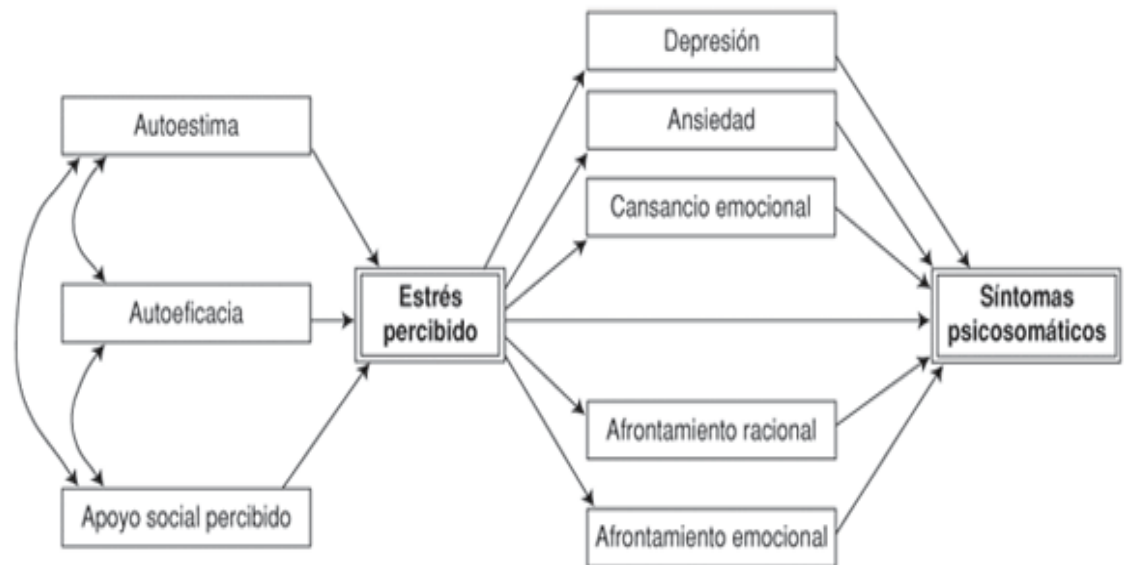 Depresión
Ansiedad
Cansancio emocional
Autoestima
Autoeficacia
Apoyo social percibido
Estrés
percibido
Síntomas
psicosomáticos
Afrontamiento racional
Afrontamiento emocional